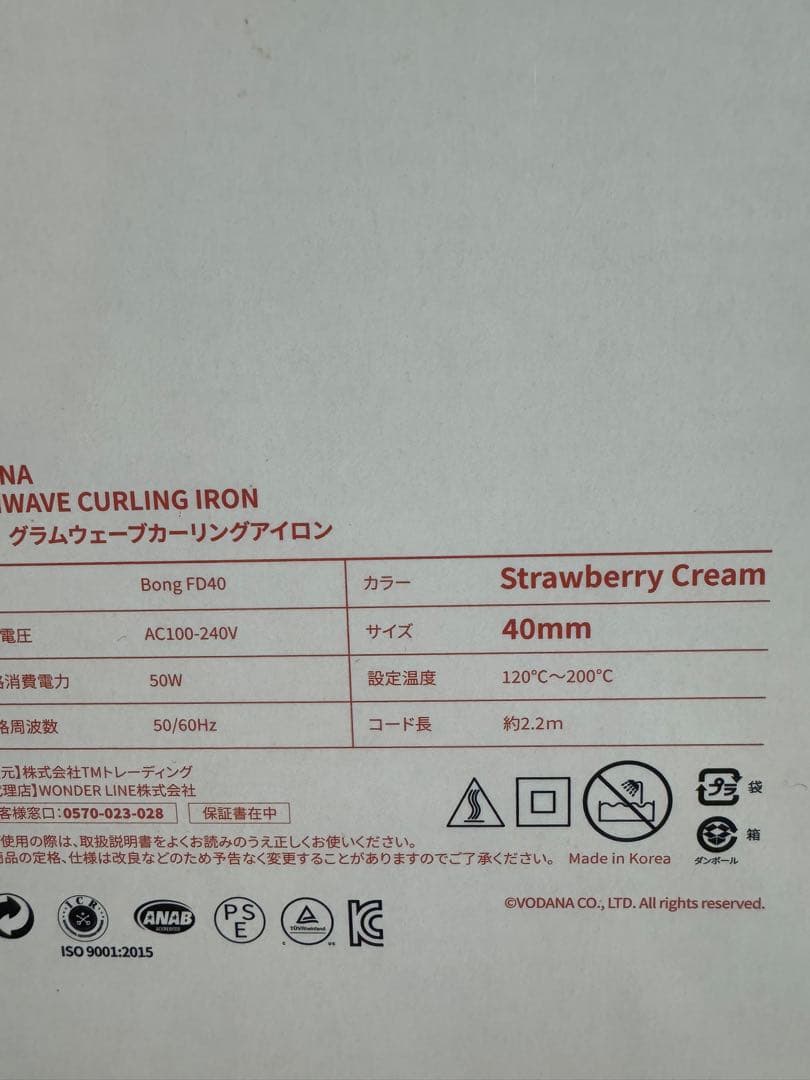 NA
WAVE CURLING IRON
グラムウェーブカーリングアイロン
Bong FD40 カラー Strawberry Cream
電圧 AC100-240V サイズ 40mm
格消費電力 50W 設定温度 120℃〜200℃
格周波数 50/60Hz コード長 約2.2m
元】株式会社TMトレーディング
理店】WONDER LINE株式会社
客様窓口:0570-023-028 保証書在中
使用の際は、取扱説明書をよくお読みのうえ正しくお使いください。
商品の定格、仕様は改良などのため予告なく変更することがありますのでご了承ください。 Made in Korea
プラ 袋
箱
ダンボール
©VODANA CO., LTD. All rights reserved.
ICR
ANAB
ACCREDITED
PS
E
TÜVRheinland
C US
ISO 9001:2015